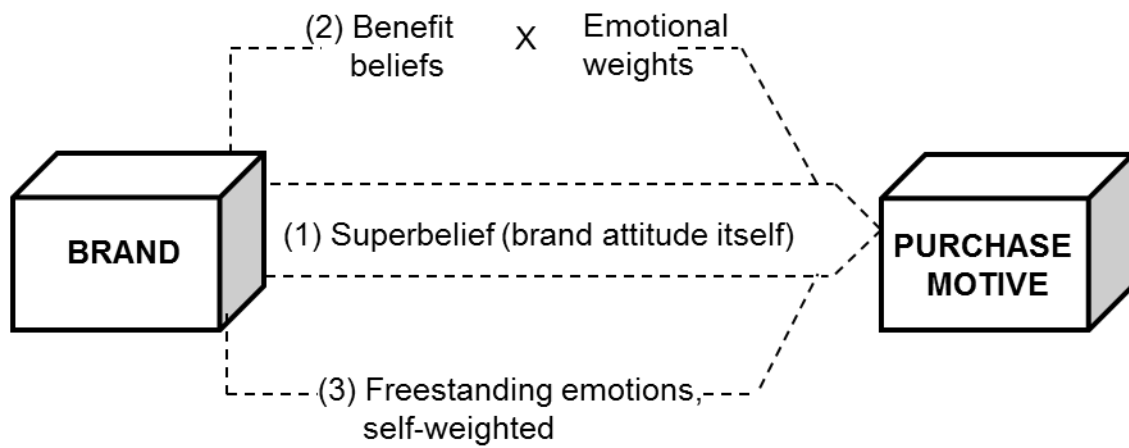 (2) Benefit X Emotional
beliefs weights
BRAND
(1) Superbelief (brand attitude itself)
PURCHASE
MOTIVE
(3) Freestanding emotions,
self-weighted